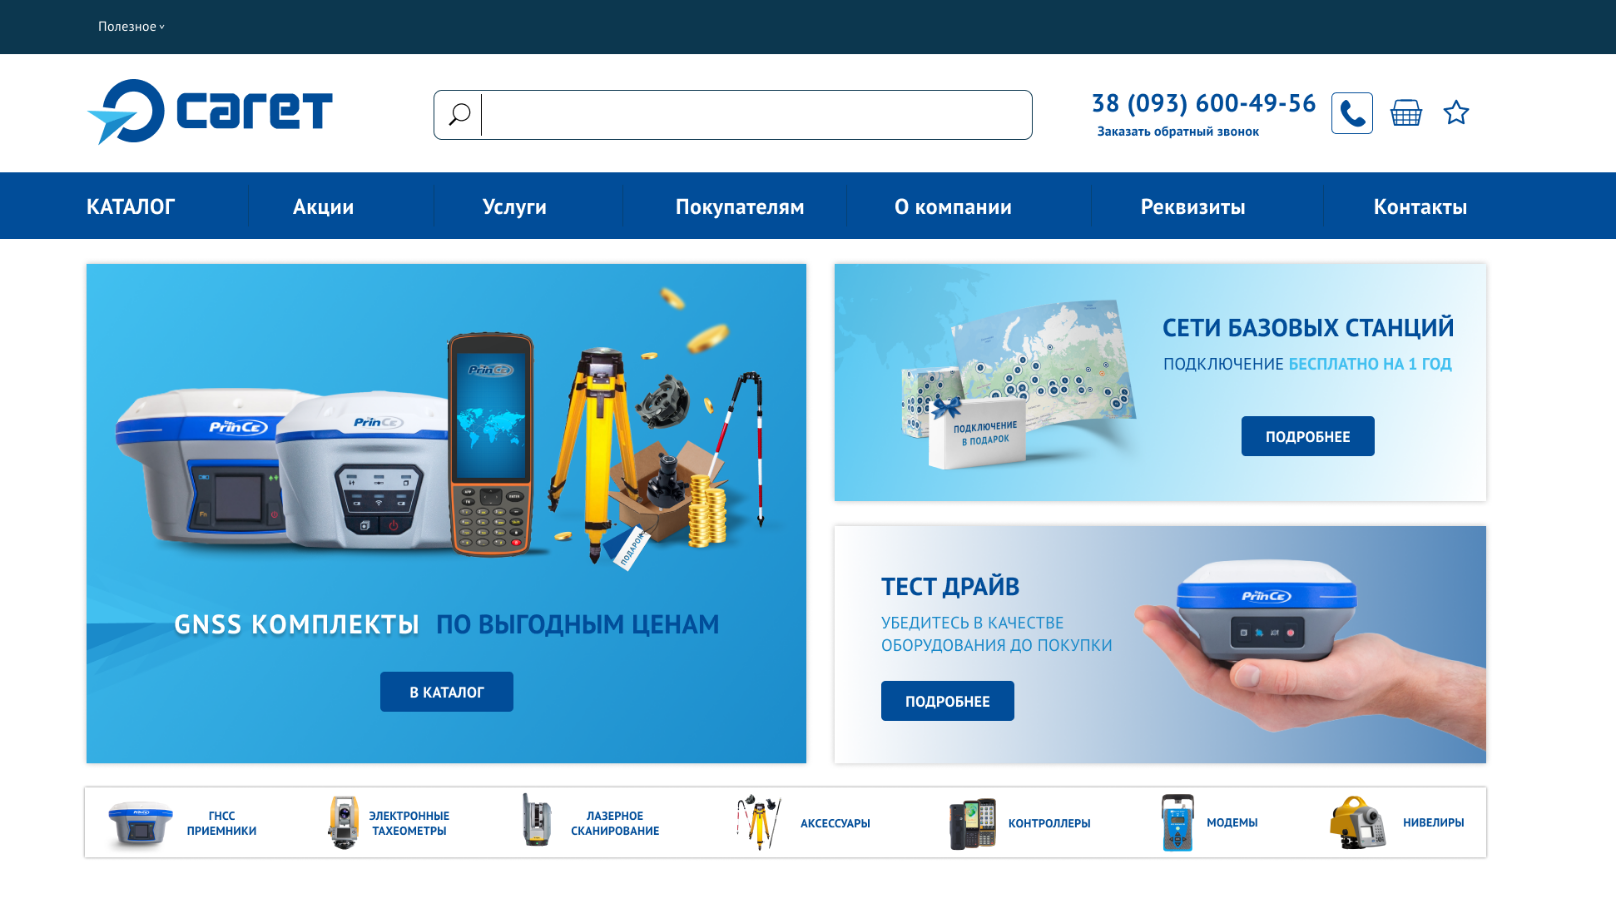 Полезное
сагет
38 (093) 600-49-56
Заказать обратный звонок
КАТАЛОГ
Акции
Услуги
Покупателям
О компании
Реквизиты
Контакты
PrinCE
PrinCE
PrinCE
ПОДАРОК
GNSS КОМПЛЕКТЫ ПО ВЫГОДНЫМ ЦЕНАМ
В КАТАЛОГ
СЕТИ БАЗОВЫХ СТАНЦИЙ
ПОДКЛЮЧЕНИЕ БЕСПЛАТНО НА 1 ГОД
ПОДКЛЮЧЕНИЕ
В ПОДАРОК
ПОДРОБНЕЕ
ТЕСТ ДРАЙВ
УБЕДИТЕСЬ В КАЧЕСТВЕ
ОБОРУДОВАНИЯ ДО ПОКУПКИ
PrinCE
ПОДРОБНЕЕ
ГНСС
ПРИЕМНИКИ
ЭЛЕКТРОННЫЕ
ТАХЕОМЕТРЫ
ЛАЗЕРНОЕ
СКАНИРОВАНИЕ
АКСЕССУАРЫ
КОНТРОЛЛЕРЫ
МОДЕМЫ
НИВЕЛИРЫ